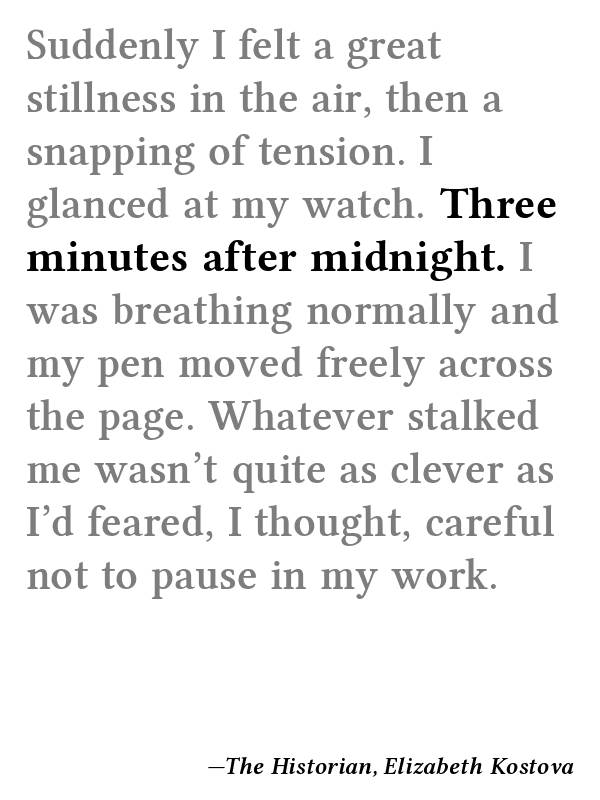 Suddenly I felt a great
stillness in the air, then a
snapping of tension. I
glanced at my watch. Three
minutes after midnight. I
was breathing normally and
my pen moved freely across
the page. Whatever stalked
me wasn’t quite as clever as
I’d feared, I thought, careful
not to pause in my work.
—The Historian, Elizabeth Kostova